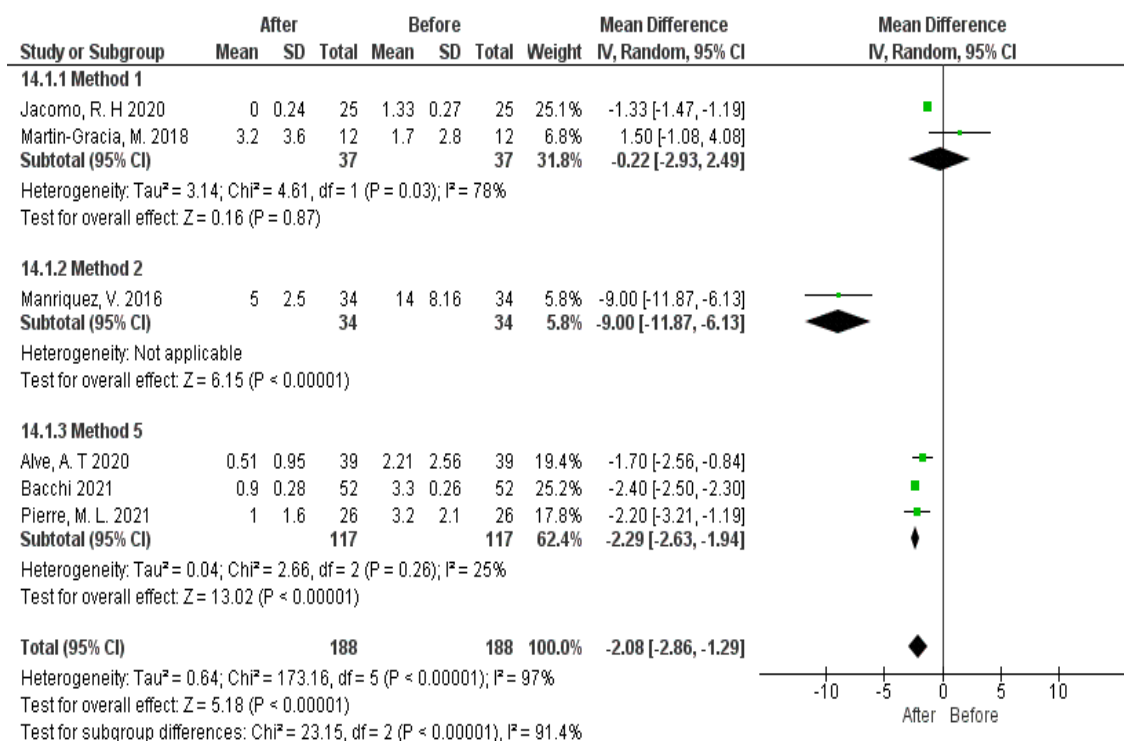 After Before Mean Difference Mean Difference
Study or Subgroup Mean SD Total Mean SD Total Weight IV, Random, 95% CI IV, Random, 95% CI
14.1.1 Method 1
Jacomo, R. H 2020 0 0.24 25 1.33 0.27 25 25.1% -1.33 [-1.47, -1.19]
Martin-Gracia, M. 2018 3.2 3.6 12 1.7 2.8 12 6.8% 1.50 [-1.08, 4.08]
Subtotal (95% CI) 37 37 31.8% -0.22 [-2.93, 2.49]
Heterogeneity: Tau² = 3.14; Chi² = 4.61, df = 1 (P = 0.03); I² = 78%
Test for overall effect: Z = 0.16 (P = 0.87)
14.1.2 Method 2
Manriquez, V. 2016 5 2.5 34 14 8.16 34 5.8% -9.00 [-11.87, -6.13]
Subtotal (95% CI) 34 34 5.8% -9.00 [-11.87, -6.13]
Heterogeneity: Not applicable
Test for overall effect: Z = 6.15 (P < 0.00001)
14.1.3 Method 5
Alve, A. T 2020 0.51 0.95 39 2.21 2.56 39 19.4% -1.70 [-2.56, -0.84]
Bacchi 2021 0.9 0.28 52 3.3 0.26 52 25.2% -2.40 [-2.50, -2.30]
Pierre, M. L. 2021 1 1.6 26 3.2 2.1 26 17.8% -2.20 [-3.21, -1.19]
Subtotal (95% CI) 117 117 62.4% -2.29 [-2.63, -1.94]
Heterogeneity: Tau² = 0.04; Chi² = 2.66, df = 2 (P = 0.26); I² = 25%
Test for overall effect: Z = 13.02 (P < 0.00001)
Total (95% CI) 188 188 100.0% -2.08 [-2.86, -1.29]
Heterogeneity: Tau² = 0.64; Chi² = 173.16, df = 5 (P < 0.00001); I² = 97%
Test for overall effect: Z = 5.18 (P < 0.00001)
Test for subgroup differences: Chi² = 23.15, df = 2 (P < 0.00001), I² = 91.4%
-10 -5 0 5 10
After Before